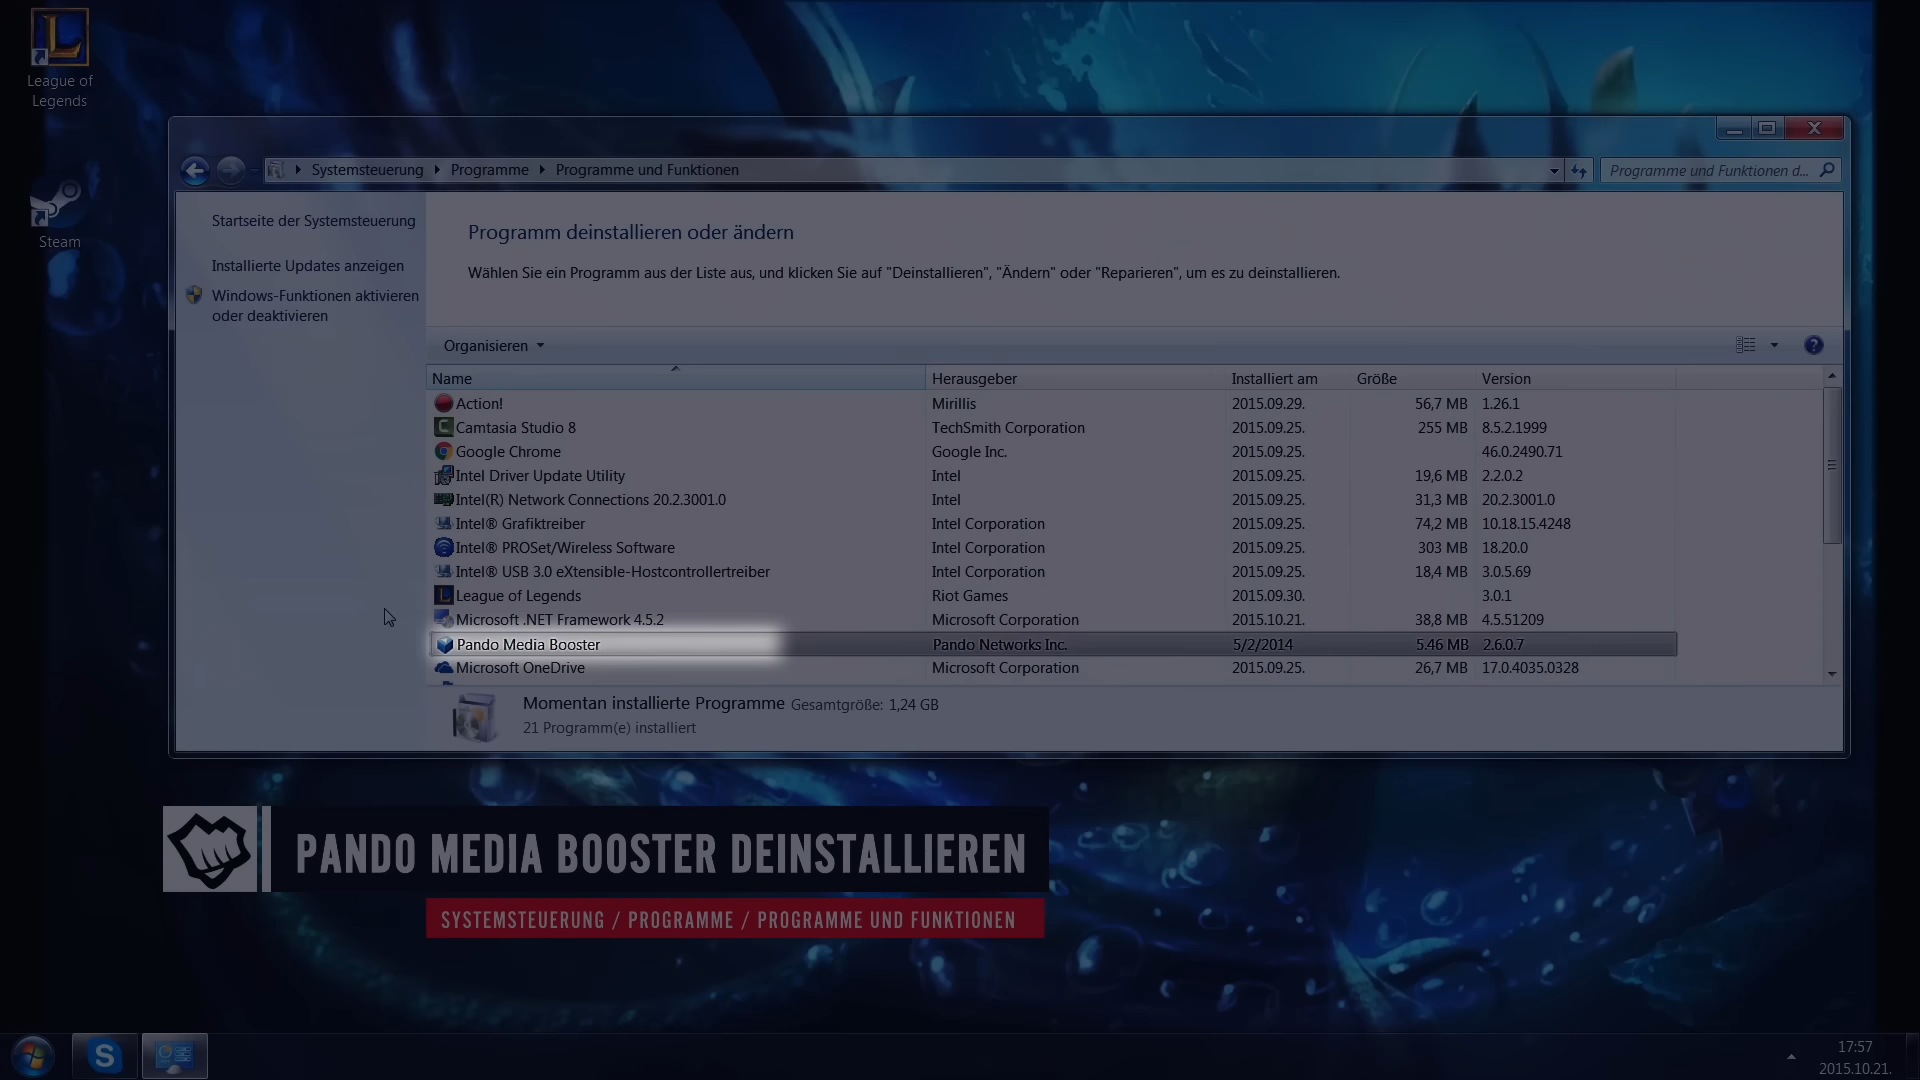 League of
Legends
Steam
Systemsteuerung
Programme
Programme und Funktionen
Programme und Funktionen d...
Startseite der Systemsteuerung
Installierte Updates anzeigen
Windows-Funktionen aktivieren
oder deaktivieren
Programm deinstallieren oder ändern
Wählen Sie ein Programm aus der Liste aus, und klicken Sie auf "Deinstallieren", "Ändern" oder "Reparieren", um es zu deinstallieren.
Organisieren
Name Herausgeber Installiert am Größe Version
Action! Mirillis 2015.09.29. 56,7 MB 1.26.1
Camtasia Studio 8 TechSmith Corporation 2015.09.25. 255 MB 8.5.2.1999
Google Chrome Google Inc. 2015.09.25. 46.0.2490.71
Intel Driver Update Utility Intel 2015.09.25. 19,6 MB 2.2.0.2
Intel(R) Network Connections 20.2.3001.0 Intel 2015.09.25. 31,3 MB 20.2.3001.0
Intel® Grafiktreiber Intel Corporation 2015.09.25. 74,2 MB 10.18.15.4248
Intel® PROSet/Wireless Software Intel Corporation 2015.09.25. 303 MB 18.20.0
Intel® USB 3.0 eXtensible-Hostcontrollertreiber Intel Corporation 2015.09.25. 18,4 MB 3.0.5.69
League of Legends Riot Games 2015.09.30. 3.0.1
Microsoft .NET Framework 4.5.2 Microsoft Corporation 2015.10.21. 38,8 MB 4.5.51209
Pando Media Booster Pando Networks Inc. 5/2/2014 5.46 MB 2.6.0.7
Microsoft OneDrive Microsoft Corporation 2015.09.25. 26,7 MB 17.0.4035.0328
Momentan installierte Programme Gesamtgröße: 1,24 GB
21 Programm(e) installiert
PANDO MEDIA BOOSTER DEINSTALLIEREN
SYSTEMSTEUERUNG / PROGRAMME / PROGRAMME UND FUNKTIONEN
17:57
2015.10.21.